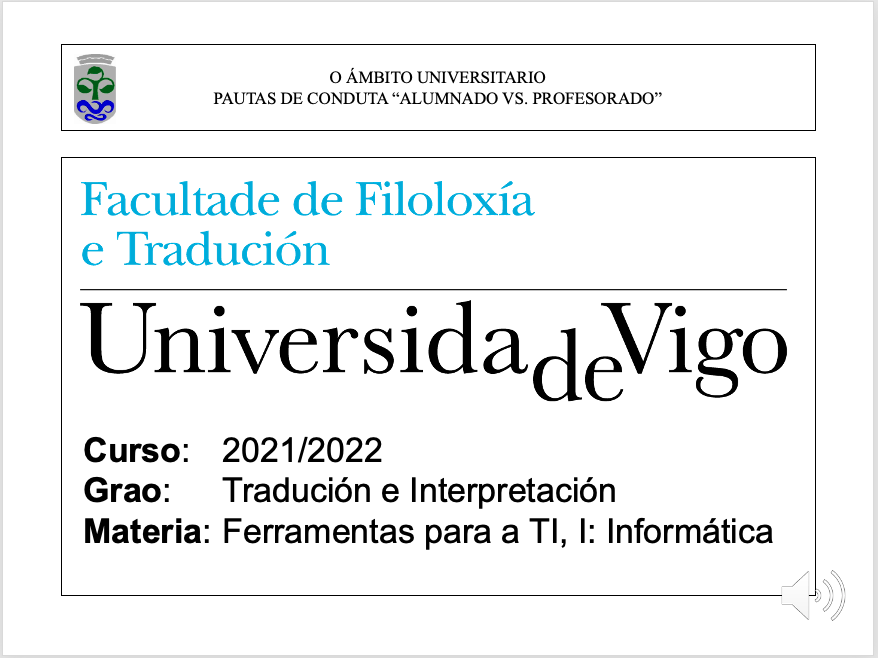 O ÁMBITO UNIVERSITARIO
PAUTAS DE CONDUTA “ALUMNADO VS. PROFESORADO”
Facultade de Filoloxía
e Tradución
UniversidadeVigo
Curso: 2021/2022
Grao: Tradución e Interpretación
Materia: Ferramentas para a TI, I: Informática